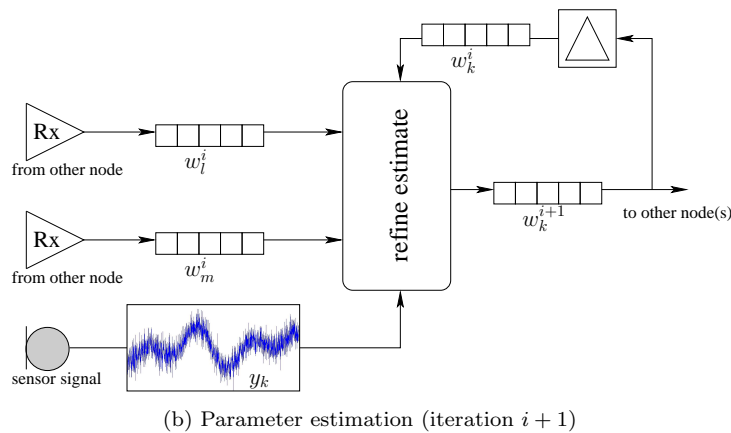 $w_k^i$
Rx
from other node
$w_l^i$
refine estimate
$w_k^{i+1}$
to other node(s)
Rx
from other node
$w_m^i$
sensor signal
$y_k$
(b) Parameter estimation (iteration $i+1$)